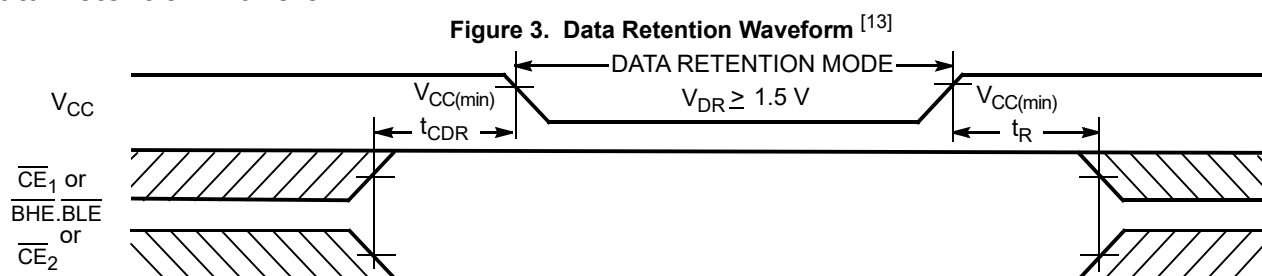 Figure 3. Data Retention Waveform [13]
DATA RETENTION MODE
VCC
VCC(min)
VDR ≥ 1.5 V
VCC(min)
tCDR
tR
CE1 or
BHE.BLE
or
CE2